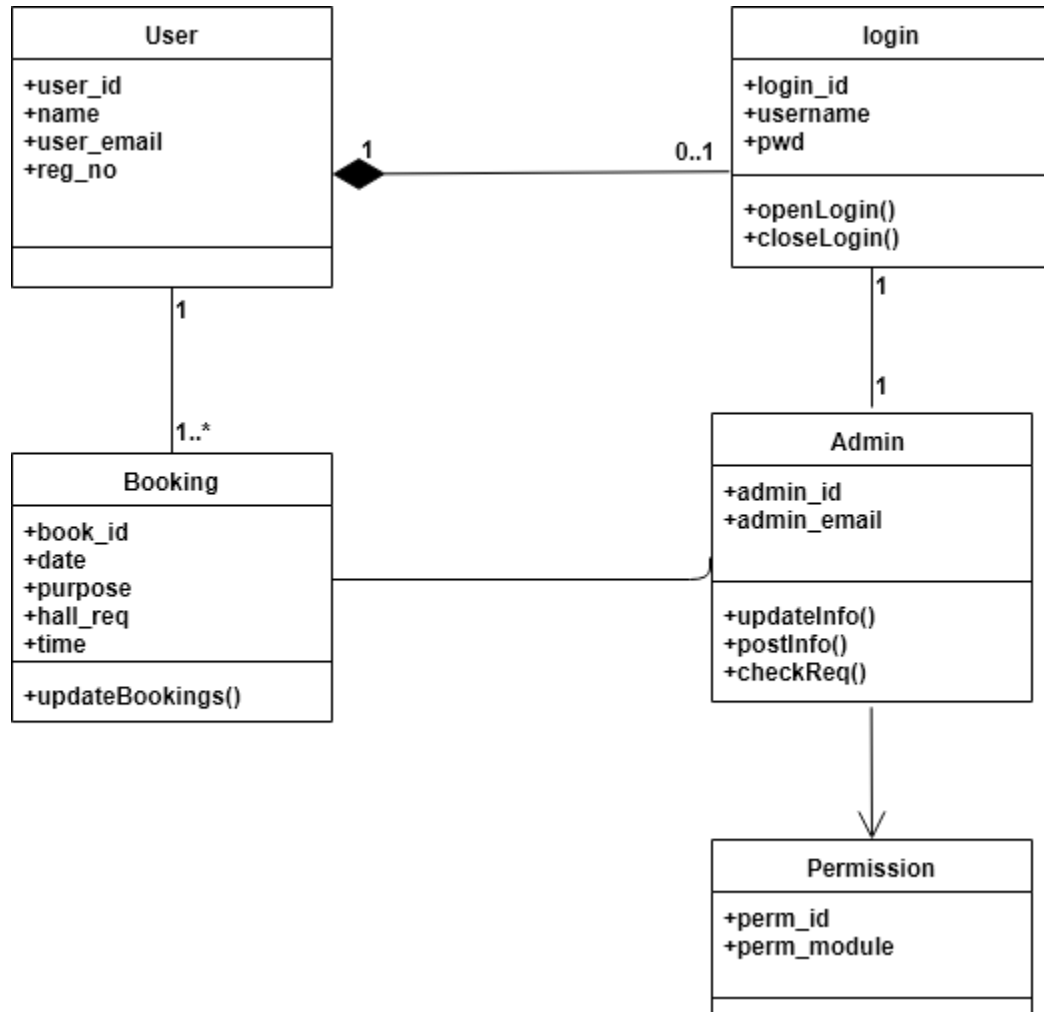 User
+user_id
+name
+user_email
+reg_no
login
+login_id
+username
+pwd
+openLogin()
+closeLogin()
1
0..1
1
1..*
1
1
Booking
+book_id
+date
+purpose
+hall_req
+time
+updateBookings()
Admin
+admin_id
+admin_email
+updateInfo()
+postInfo()
+checkReq()
Permission
+perm_id
+perm_module